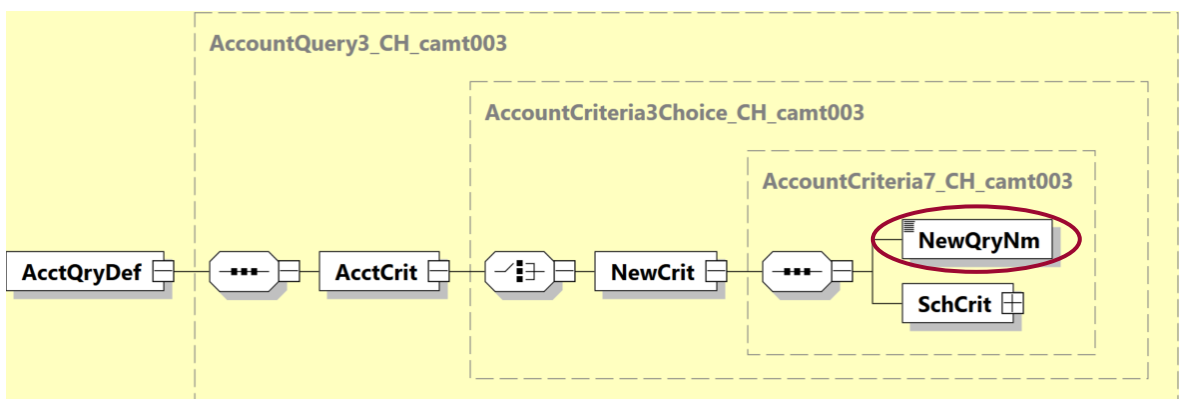 AccountQuery3_CH_camt003
AccountCriteria3Choice_CH_camt003
AccountCriteria7_CH_camt003
NewQryNm
AcctQryDef
AcctCrit
NewCrit
SchCrit